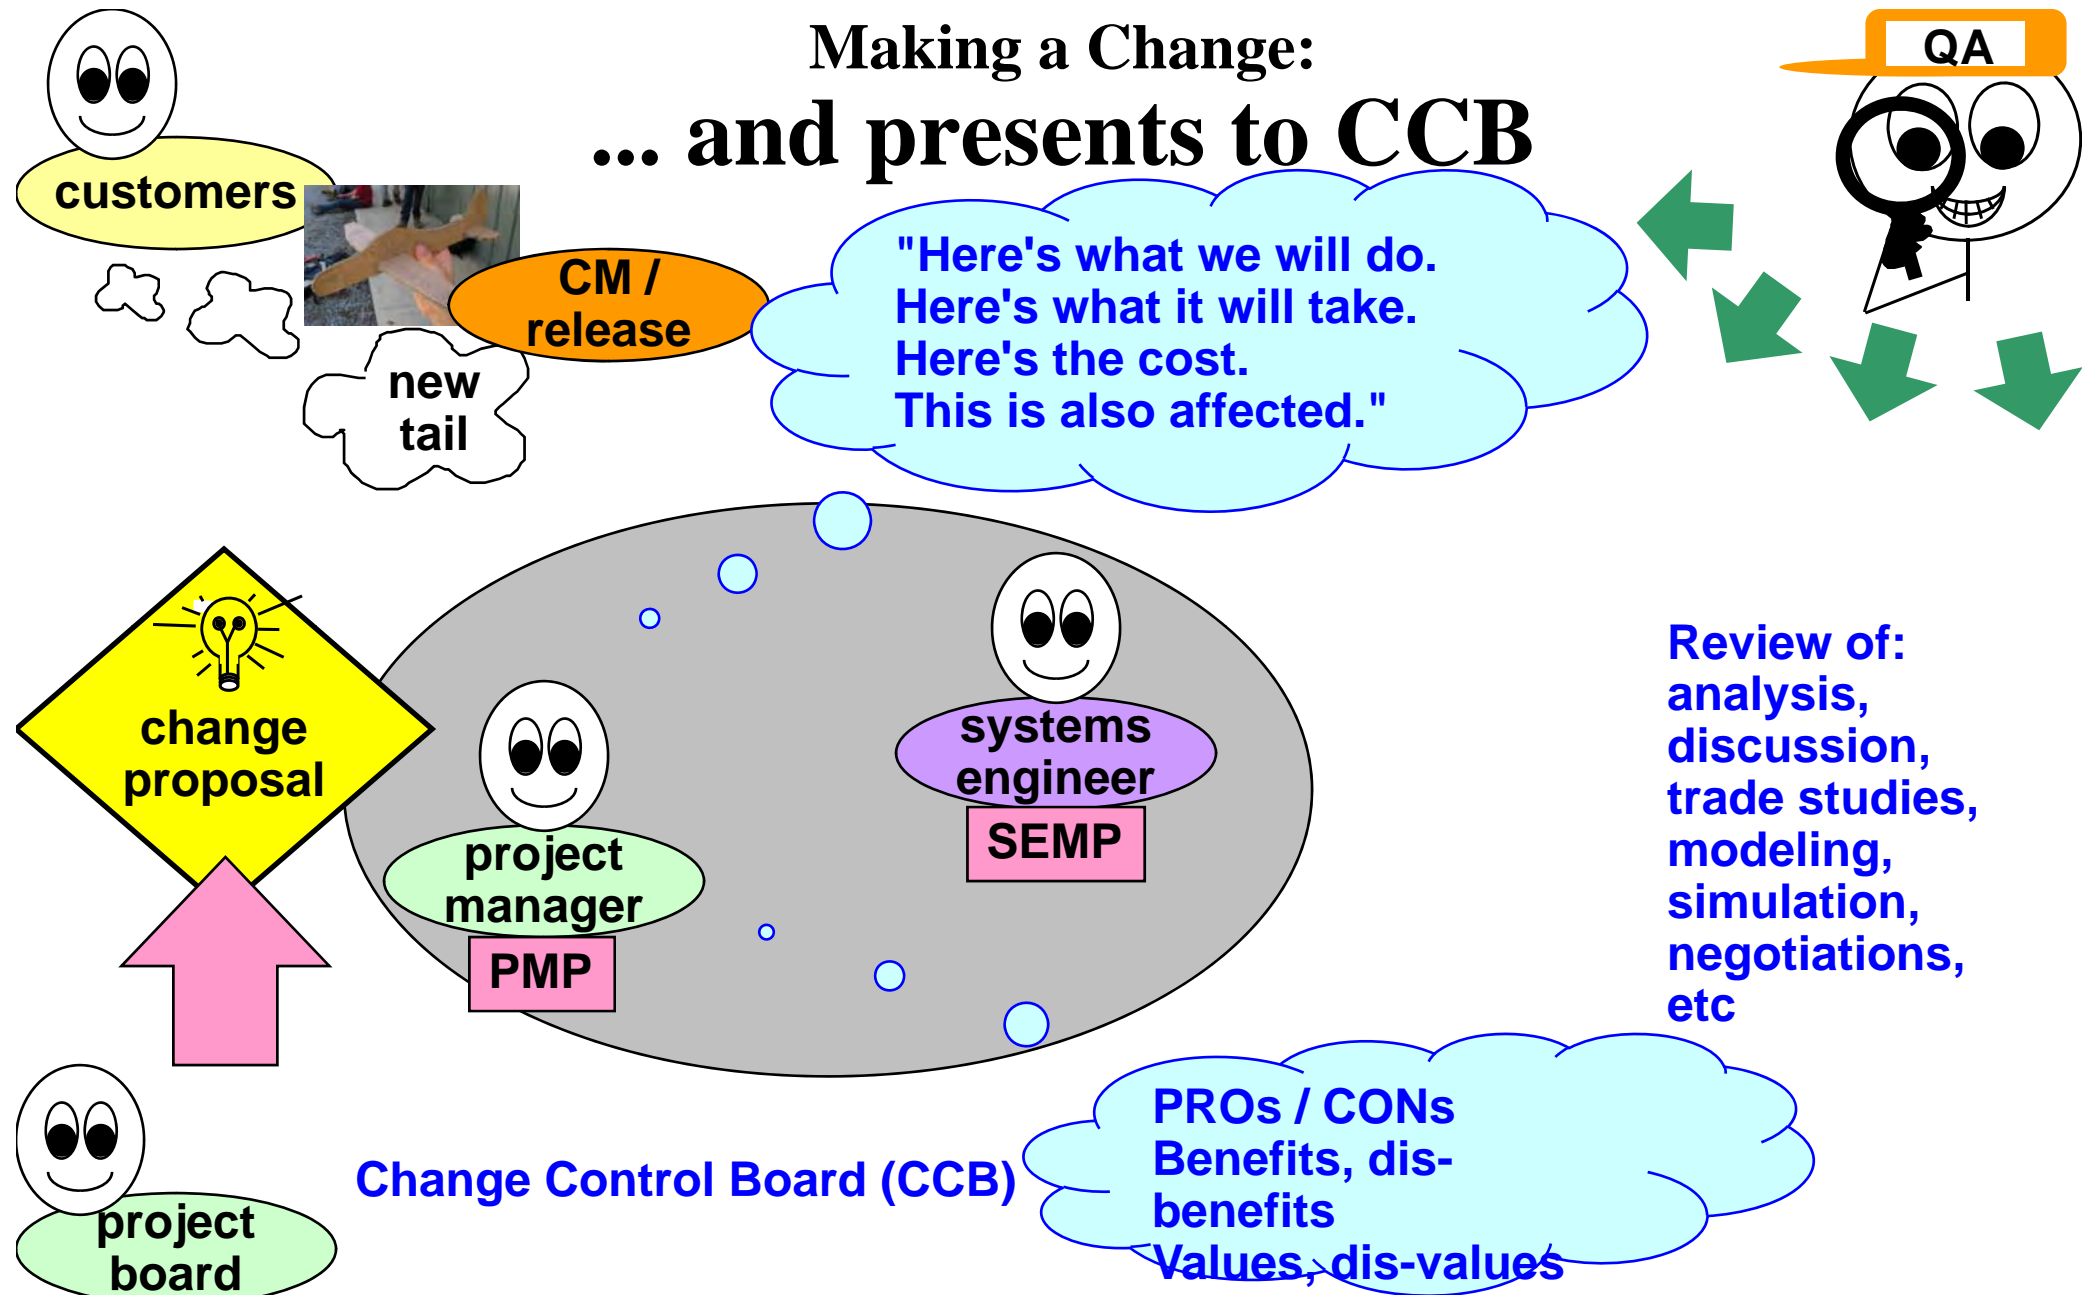 Making a Change:
... and presents to CCB
QA
customers
CM /
release
"Here's what we will do.
Here's what it will take.
Here's the cost.
This is also affected."
new
tail
change
proposal
project
manager
PMP
systems
engineer
SEMP
Review of:
analysis,
discussion,
trade studies,
modeling,
simulation,
negotiations,
etc
PROs / CONs
Benefits, dis-
benefits
Values, dis-values
Change Control Board (CCB)
project
board